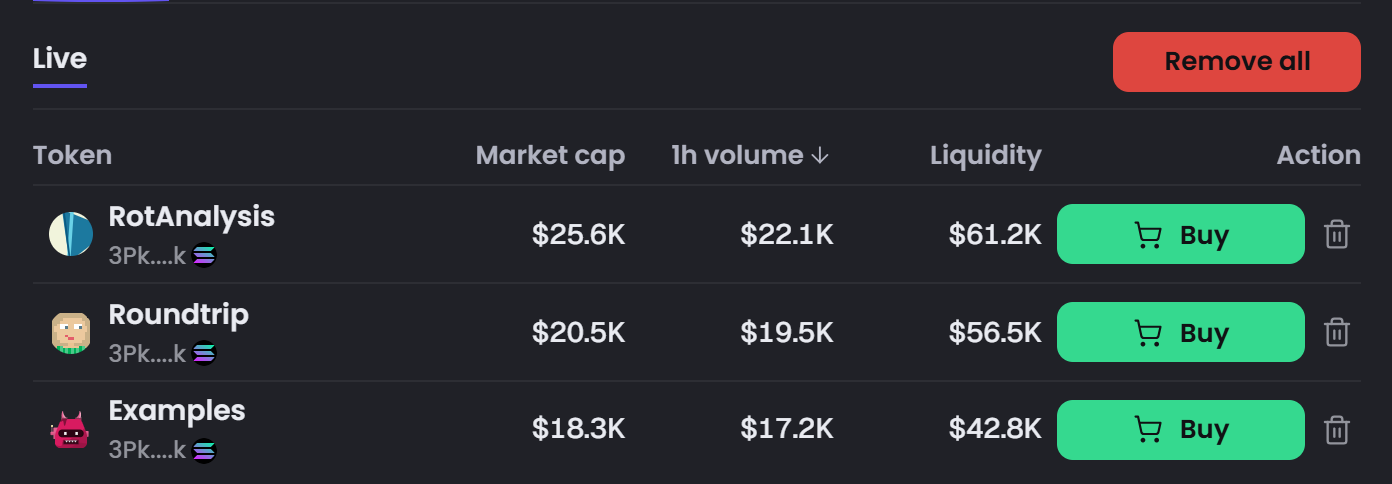 Live
Remove all
Token Market cap 1h volume ↓ Liquidity Action
RotAnalysis
3Pk....k
$25.6K $22.1K $61.2K Buy
Roundtrip
3Pk....k
$20.5K $19.5K $56.5K Buy
Examples
3Pk....k
$18.3K $17.2K $42.8K Buy